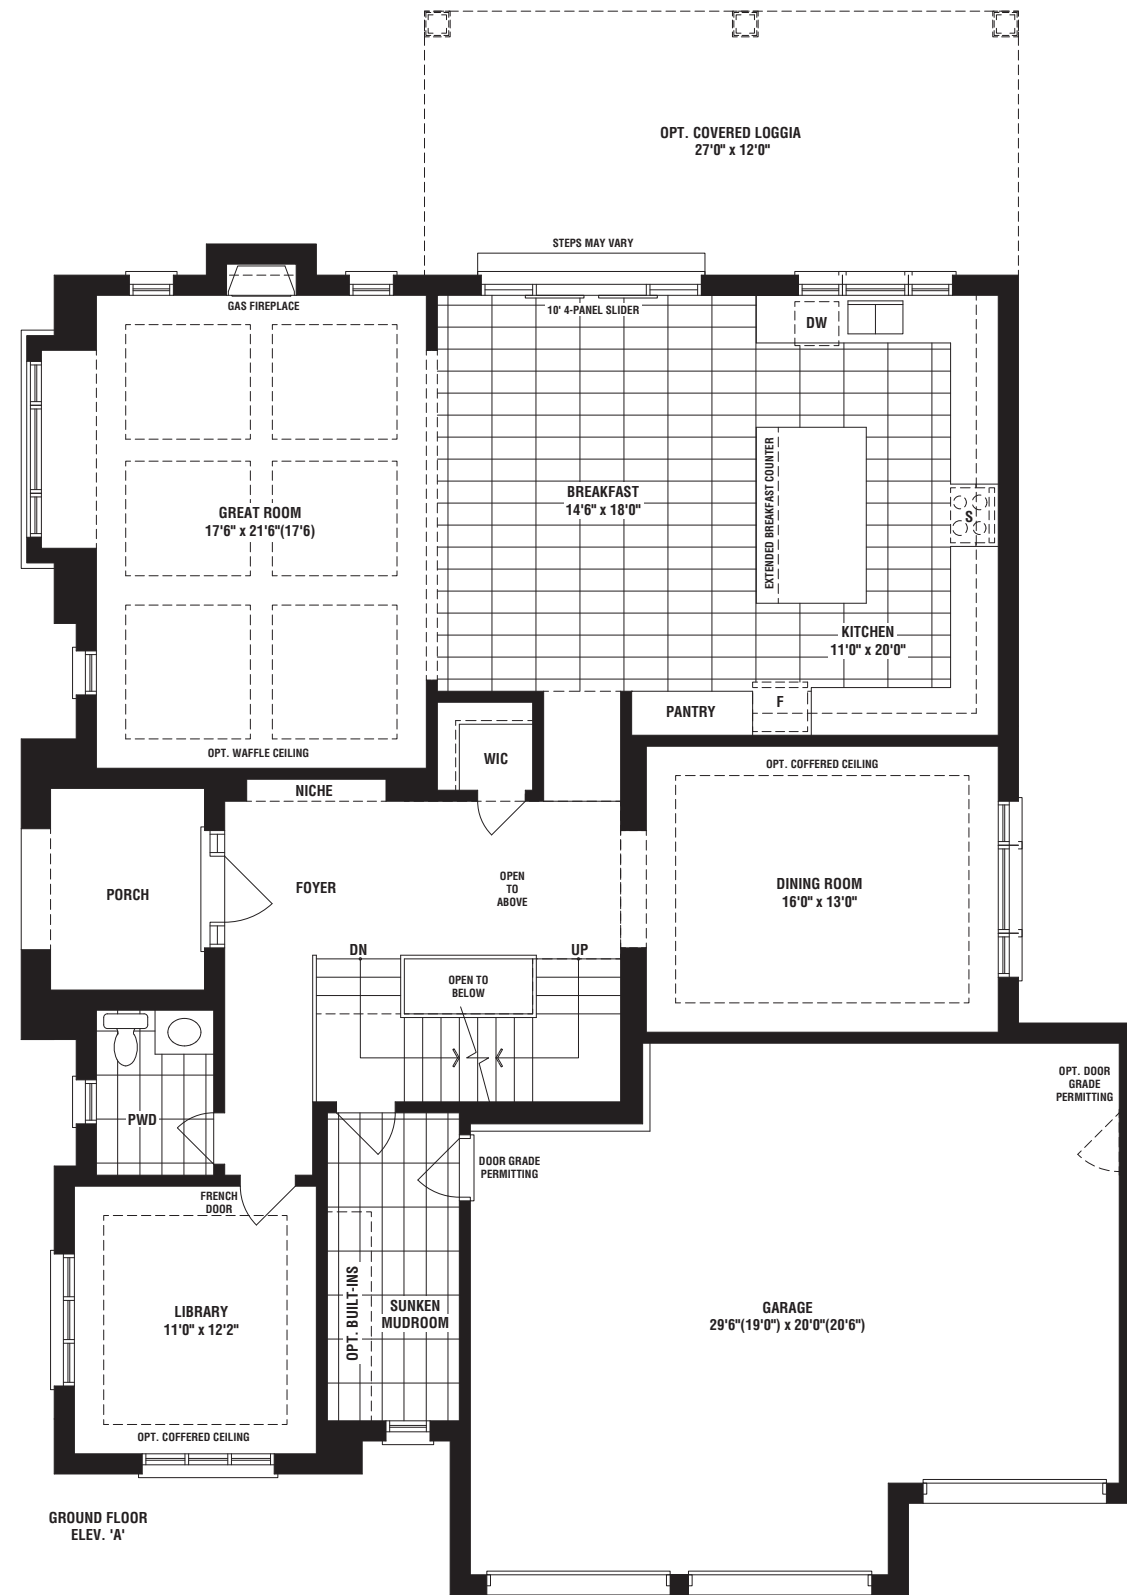 OPT. COVERED LOGGIA
27'0" x 12'0"
STEPS MAY VARY
GAS FIREPLACE
10' 4-PANEL SLIDER
DW
EXTENDED BREAKFAST COUNTER
BREAKFAST
14'6" x 18'0"
GREAT ROOM
17'6" x 21'6"(17'6)
S
KITCHEN
11'0" x 20'0"
PANTRY
F
OPT. WAFFLE CEILING
WIC
OPT. COFFERED CEILING
NICHE
PORCH
FOYER
OPEN
TO
ABOVE
DINING ROOM
16'0" x 13'0"
DN
UP
OPEN TO
BELOW
OPT. DOOR
GRADE
PERMITTING
PWD
DOOR GRADE
PERMITTING
FRENCH
DOOR
LIBRARY
11'0" x 12'2"
OPT. BUILT-INS
SUNKEN
MUDROOM
GARAGE
29'6"(19'0") x 20'0"(20'6")
OPT. COFFERED CEILING
GROUND FLOOR
ELEV. 'A'